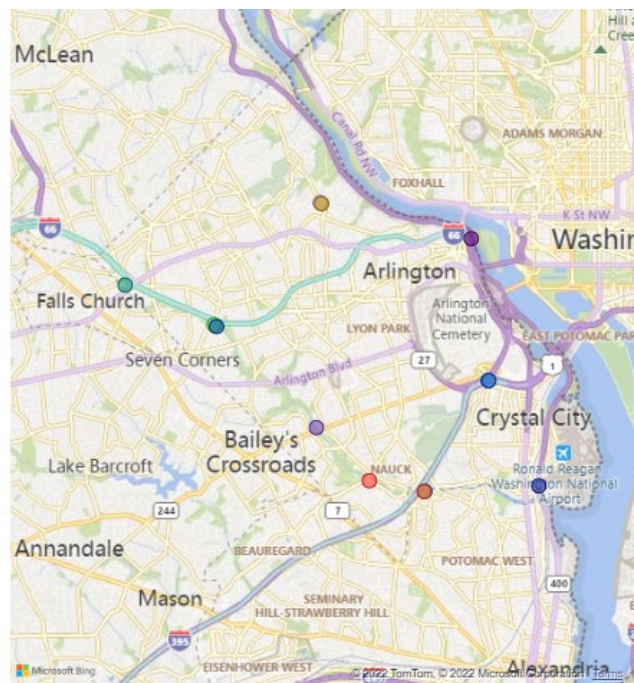 Hill a
Cree
McLean
ADAMS MORGAN
Canal Rd NW
FOXHALL
K St NW
66
66
Washin
Arlington
Falls Church
Arlington
National
Cemetery
LYON PARK
EAST POTOMAC PAR
Seven Corners
27
1
Arlington Blvd
Crystal City
Bailey's
Crossroads
Lake Barcroft
NAUCK
Ronald Reagan
Washington National
Airport
244
7
Annandale
BEAUREGARD
POTOMAC WEST
400
Mason
SEMINARY
HILL-STRAWBERRY HILL
395
EISENHOWER WEST
Alexandria
Microsoft Bing
© 2022 TomTom, © 2022 Microsoft Corporation Terms